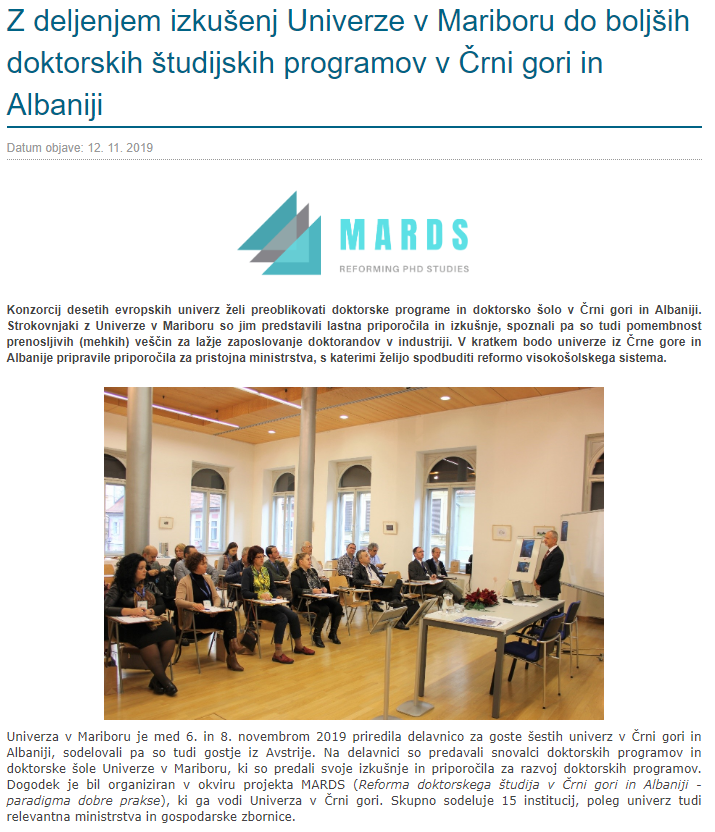 Z deljenjem izkušenj Univerze v Mariboru do boljših
doktorskih študijskih programov v Črni gori in
Albaniji
Datum objave: 12. 11. 2019
MARDS
REFORMING PHD STUDIES
Konzorcij desetih evropskih univerz želi preoblikovati doktorske programe in doktorsko šolo v Črni gori in Albaniji.
Strokovnjaki z Univerze v Mariboru so jim predstavili lastna priporočila in izkušnje, spoznali pa so tudi pomembnost
prenosljivih (mehkih) veščin za lažje zaposlovanje doktorandov v industriji. V kratkem bodo univerze iz Črne gore in
Albanije pripravile priporočila za pristojna ministrstva, s katerimi želijo spodbuditi reformo visokošolskega sistema.
Univerza v Mariboru je med 6. in 8. novembrom 2019 priredila delavnico za goste šestih univerz v Črni gori in
Albaniji, sodelovali pa so tudi gostje iz Avstrije. Na delavnici so predavali snovalci doktorskih programov in
doktorske šole Univerze v Mariboru, ki so predali svoje izkušnje in priporočila za razvoj doktorskih programov.
Dogodek je bil organiziran v okviru projekta MARDS (Reforma doktorskega študija v Črni gori in Albaniji -
paradigma dobre prakse), ki ga vodi Univerza v Črni gori. Skupno sodeluje 15 institucij, poleg univerz tudi
relevantna ministrstva in gospodarske zbornice.